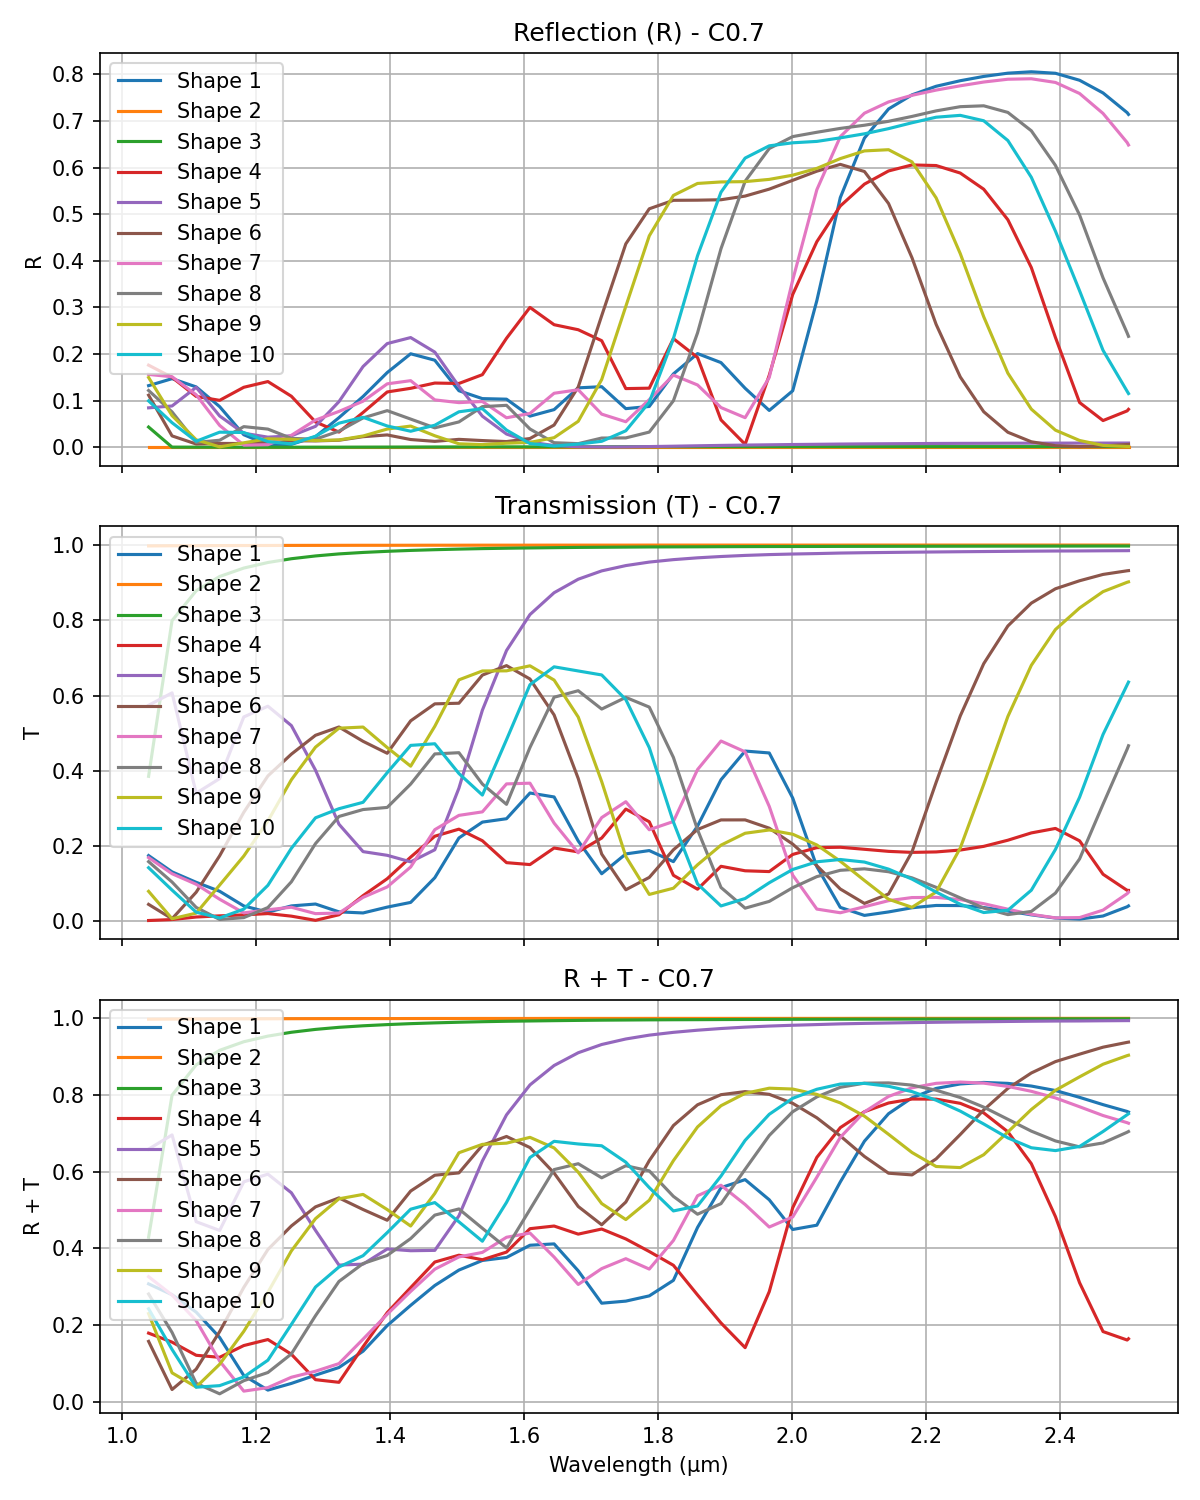 Reflection (R) - C0.7
0.8
0.7
0.6
0.5
0.4
0.3
0.2
0.1
0.0
R
Shape 1
Shape 2
Shape 3
Shape 4
Shape 5
Shape 6
Shape 7
Shape 8
Shape 9
Shape 10
Transmission (T) - C0.7
1.0
0.8
0.6
0.4
0.2
0.0
T
Shape 1
Shape 2
Shape 3
Shape 4
Shape 5
Shape 6
Shape 7
Shape 8
Shape 9
Shape 10
R + T - C0.7
1.0
0.8
0.6
0.4
0.2
0.0
R + T
Shape 1
Shape 2
Shape 3
Shape 4
Shape 5
Shape 6
Shape 7
Shape 8
Shape 9
Shape 10
1.0 1.2 1.4 1.6 1.8 2.0 2.2 2.4
Wavelength (μm)